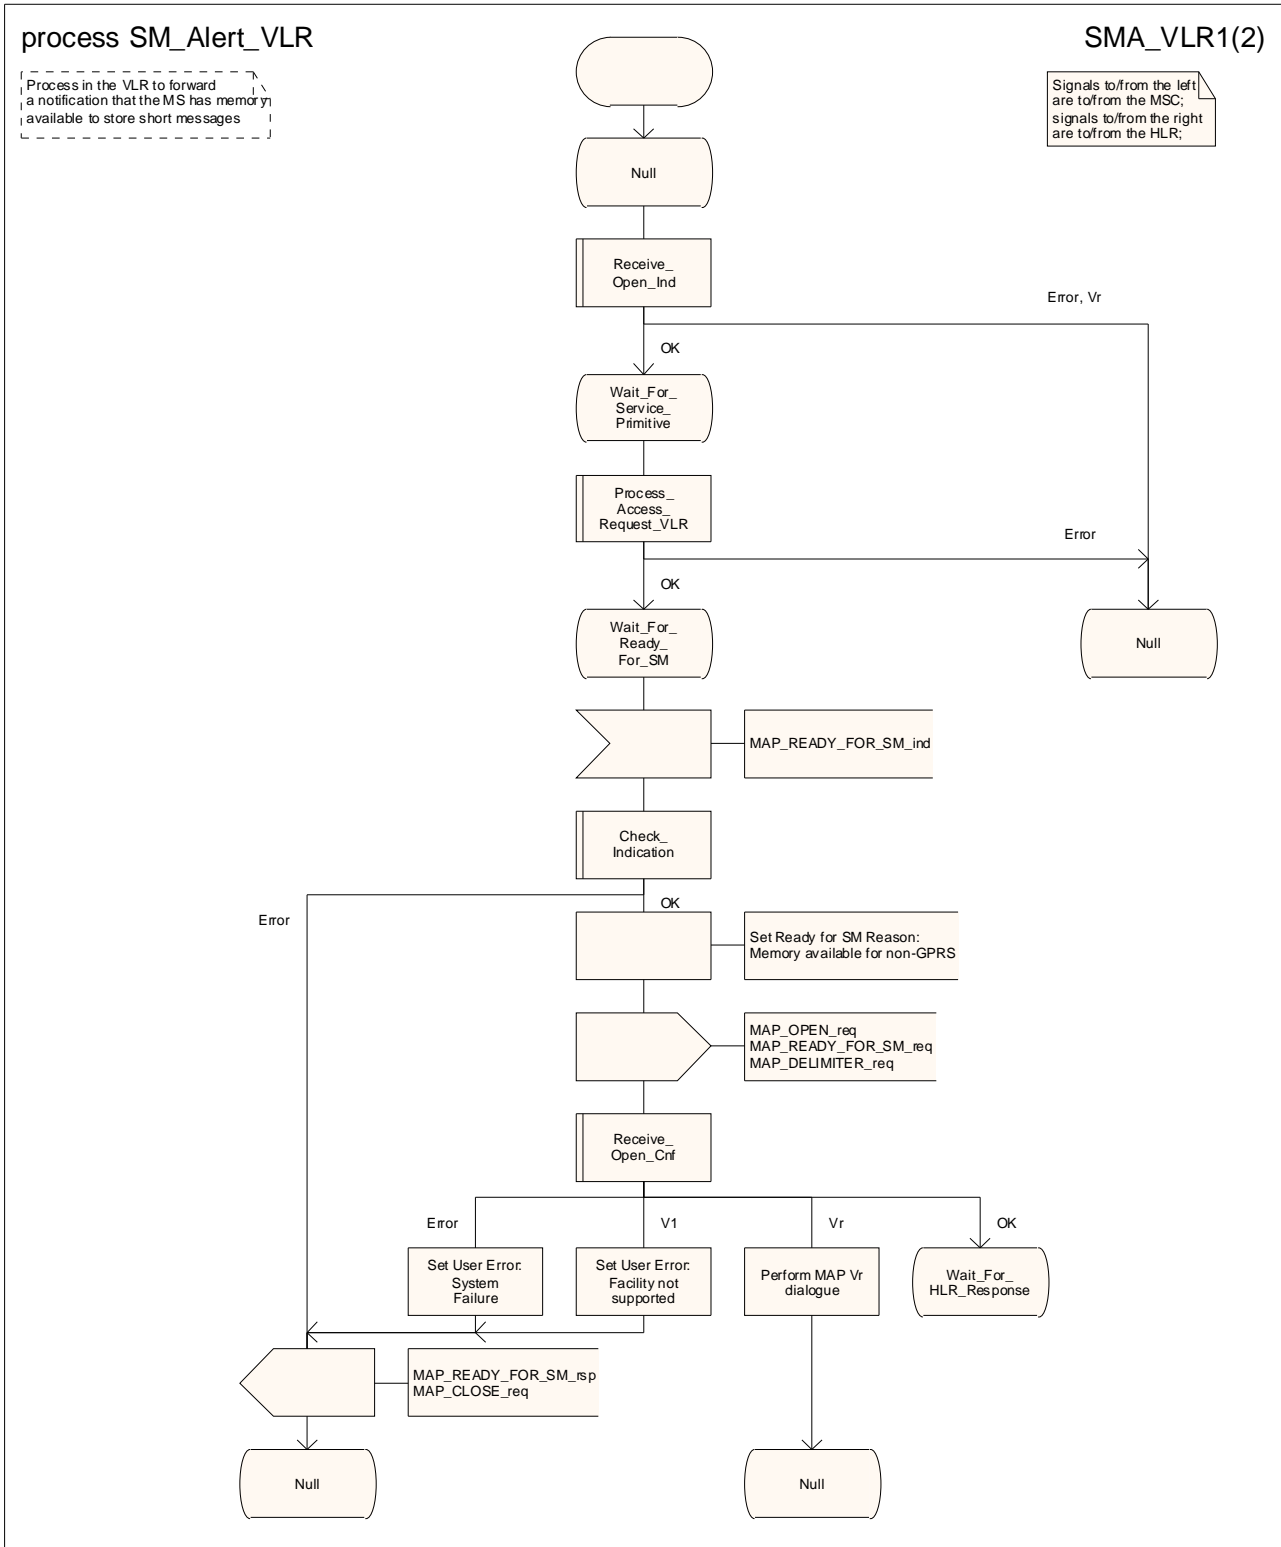 process SM_Alert_VLR
SMA_VLR1(2)
Process in the VLR to forward
a notification that the MS has memory
available to store short messages
Signals to/from the left
are to/from the MSC;
signals to/from the right
are to/from the HLR;
Null
Receive_
Open_Ind
Error, Vr
OK
Wait_For_
Service_
Primitive
Process_
Access_
Request_VLR
Error
OK
Wait_For_
Ready_
For_SM
Null
MAP_READY_FOR_SM_ind
Check_
Indication
Error
OK
Set Ready for SM Reason:
Memory available for non-GPRS
MAP_OPEN_req
MAP_READY_FOR_SM_req
MAP_DELIMITER_req
Receive_
Open_Cnf
Error
V1
Vr
OK
Set User Error:
System
Failure
Set User Error:
Facility not
supported
Perform MAP Vr
dialogue
Wait_For_
HLR_Response
MAP_READY_FOR_SM_rsp
MAP_CLOSE_req
Null
Null